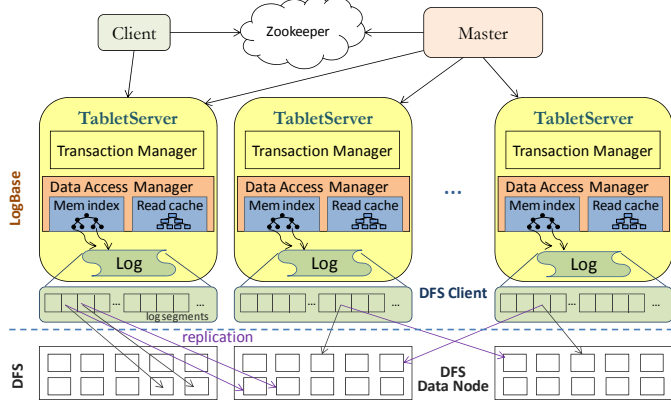 Client
Zookeeper
Master
TabletServer
TabletServer
TabletServer
Transaction Manager
Transaction Manager
Transaction Manager
Data Access Manager
Data Access Manager
Data Access Manager
Mem index
Read cache
Mem index
Read cache
...
Mem index
Read cache
LogBase
Log
Log
Log
DFS Client
...
...
...
...
...
...
log segments
replication
DFS
DFS
Data Node